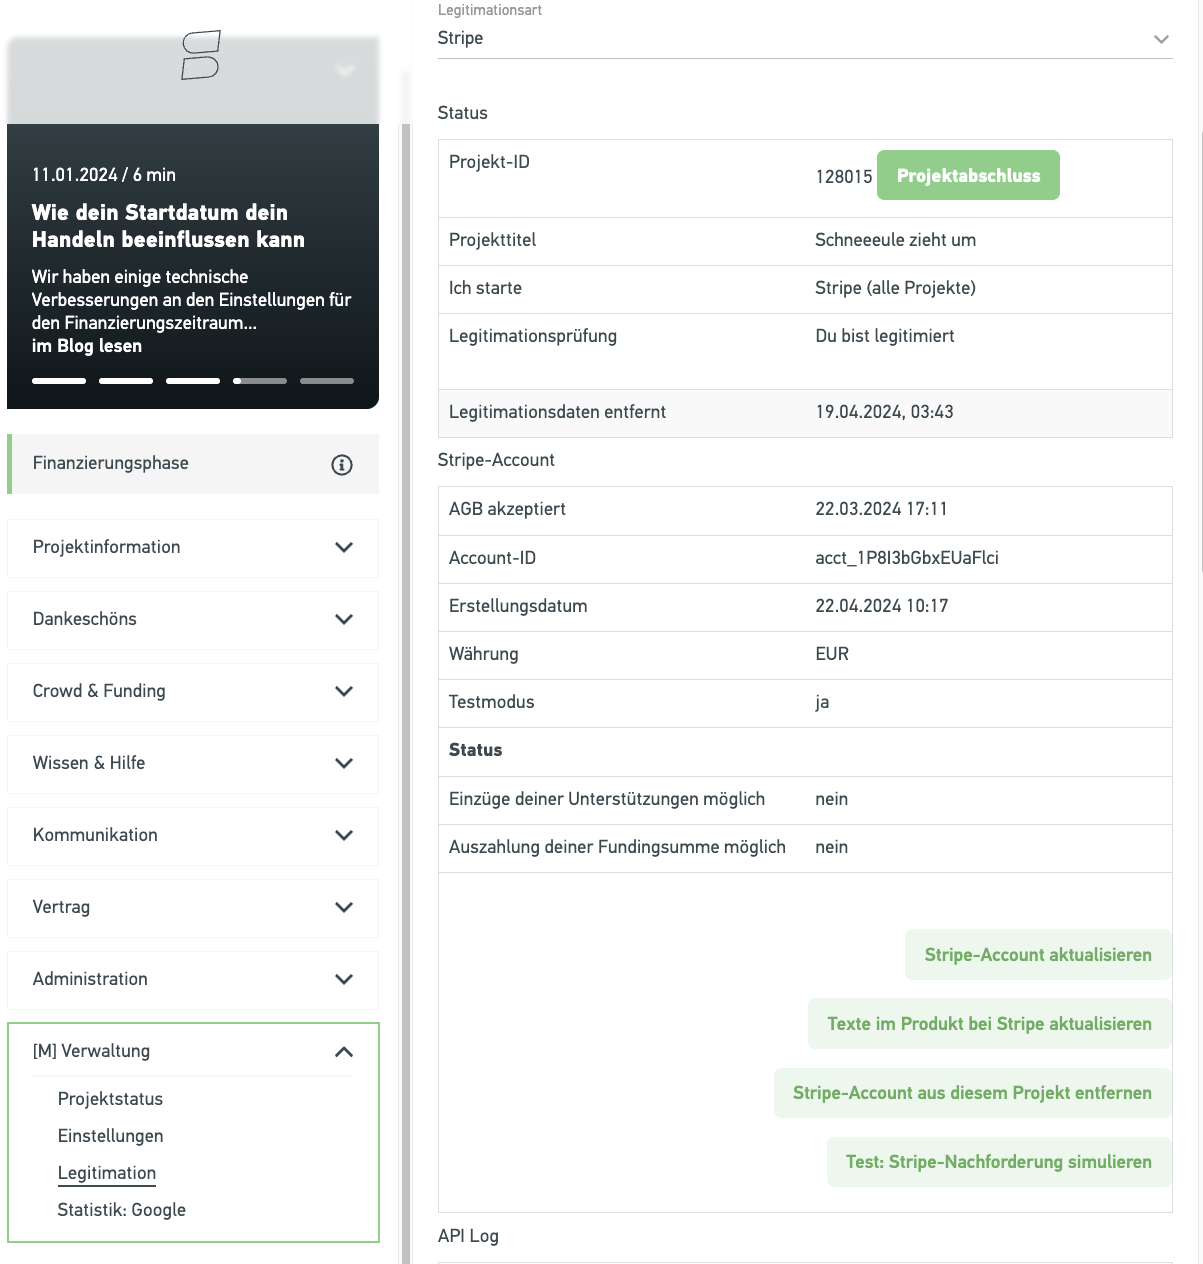 11.01.2024 / 6 min
Wie dein Startdatum dein
Handeln beeinflussen kann
Wir haben einige technische
Verbesserungen an den Einstellungen für
den Finanzierungszeitraum...
im Blog lesen
Finanzierungsphase
Projektinformation
Dankeschöns
Crowd & Funding
Wissen & Hilfe
Kommunikation
Vertrag
Administration
[M] Verwaltung
Projektstatus
Einstellungen
Legitimation
Statistik: Google
Legitimationsart
Stripe
Status
Projekt-ID 128015 Projektabschluss
Projekttitel Schneeeule zieht um
Ich starte Stripe (alle Projekte)
Legitimationsprüfung Du bist legitimiert
Legitimationsdaten entfernt 19.04.2024, 03:43
Stripe-Account
AGB akzeptiert 22.03.2024 17:11
Account-ID acct_1P8I3bGbxEUaFlci
Erstellungsdatum 22.04.2024 10:17
Währung EUR
Testmodus ja
Status
Einzüge deiner Unterstützungen möglich nein
Auszahlung deiner Fundingsumme möglich nein
Stripe-Account aktualisieren
Texte im Produkt bei Stripe aktualisieren
Stripe-Account aus diesem Projekt entfernen
Test: Stripe-Nachforderung simulieren
API Log